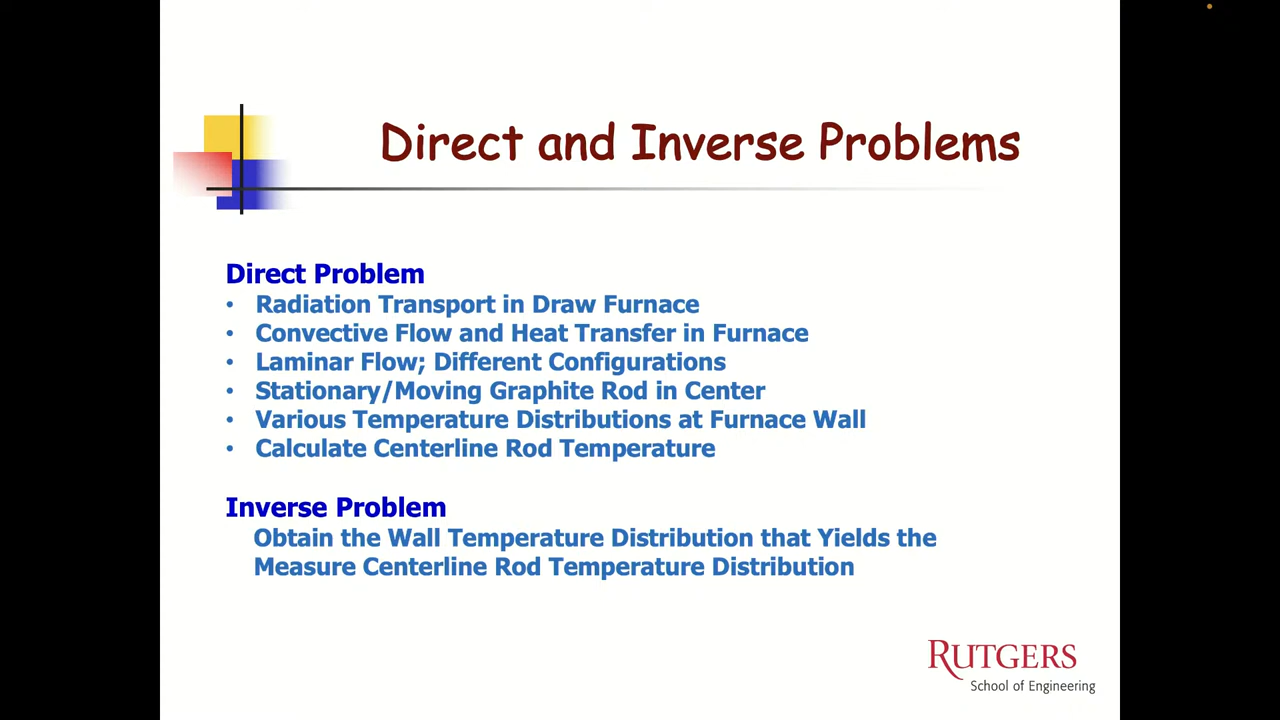 Direct and Inverse Problems
Direct Problem
• Radiation Transport in Draw Furnace
• Convective Flow and Heat Transfer in Furnace
• Laminar Flow; Different Configurations
• Stationary/Moving Graphite Rod in Center
• Various Temperature Distributions at Furnace Wall
• Calculate Centerline Rod Temperature
Inverse Problem
Obtain the Wall Temperature Distribution that Yields the
Measure Centerline Rod Temperature Distribution
RUTGERS
School of Engineering